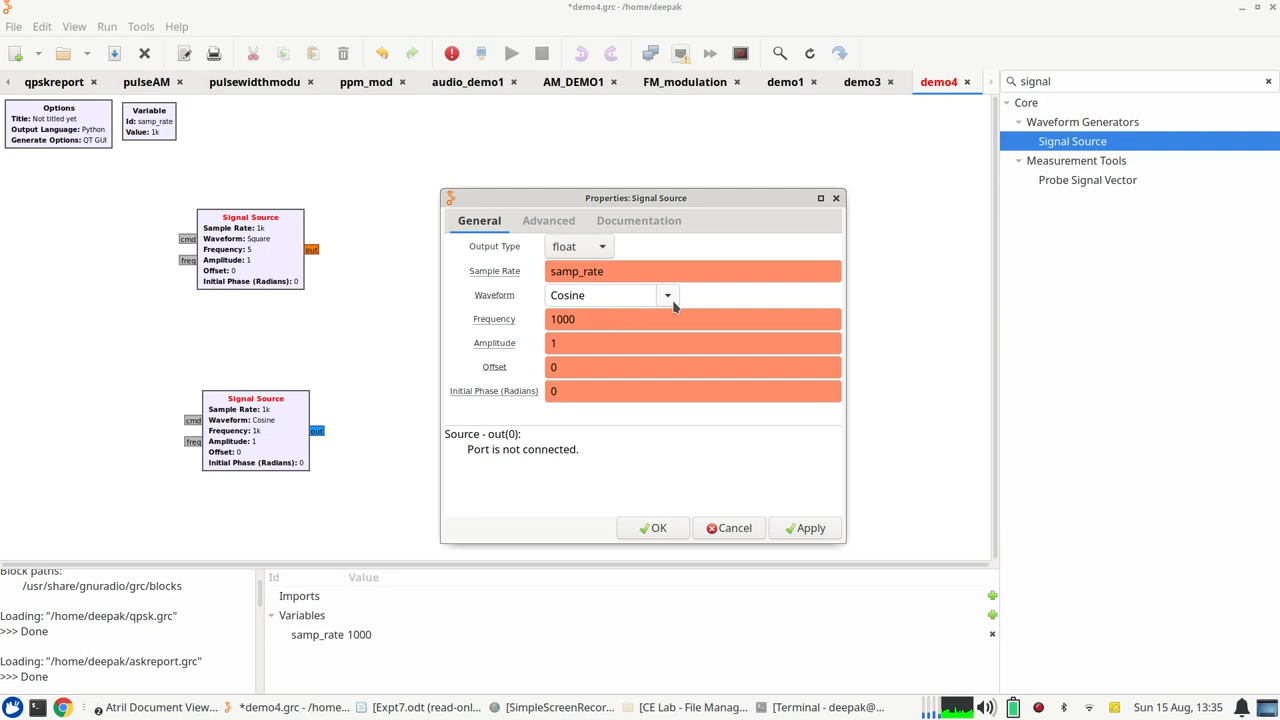 *demo4.grc - /home/deepak
File Edit View Run Tools Help
qpskreport pulseAM pulsewidthmodu ppm_mod audio_demo1 AM_DEMO1 FM_modulation demo1 demo3 demo4
Options
Title: Not titled yet
Output Language: Python
Generate Options: QT GUI
Variable
Id: samp_rate
Value: 1k
Signal Source
Sample Rate: 1k
Waveform: Square
Frequency: 5
Amplitude: 1
Offset: 0
Initial Phase (Radians): 0
cmd
freq
out
Signal Source
Sample Rate: 1k
Waveform: Cosine
Frequency: 1k
Amplitude: 1
Offset: 0
Initial Phase (Radians): 0
cmd
freq
out
Properties: Signal Source
General Advanced Documentation
Output Type float
Sample Rate samp_rate
Waveform Cosine
Frequency 1000
Amplitude 1
Offset 0
Initial Phase (Radians) 0
Source - out(0):
Port is not connected.
OK Cancel Apply
signal
Core
Waveform Generators
Signal Source
Measurement Tools
Probe Signal Vector
Block paths:
/usr/share/gnuradio/grc/blocks
Loading: "/home/deepak/qpsk.grc"
>>> Done
Loading: "/home/deepak/askreport.grc"
>>> Done
Id Value
Imports
Variables
samp_rate 1000
2 Atril Document View... *demo4.grc - /home... [Expt7.odt (read-onl... [SimpleScreenRecor... [CE Lab - File Manag... [Terminal - deepak@... Sun 15 Aug, 13:35